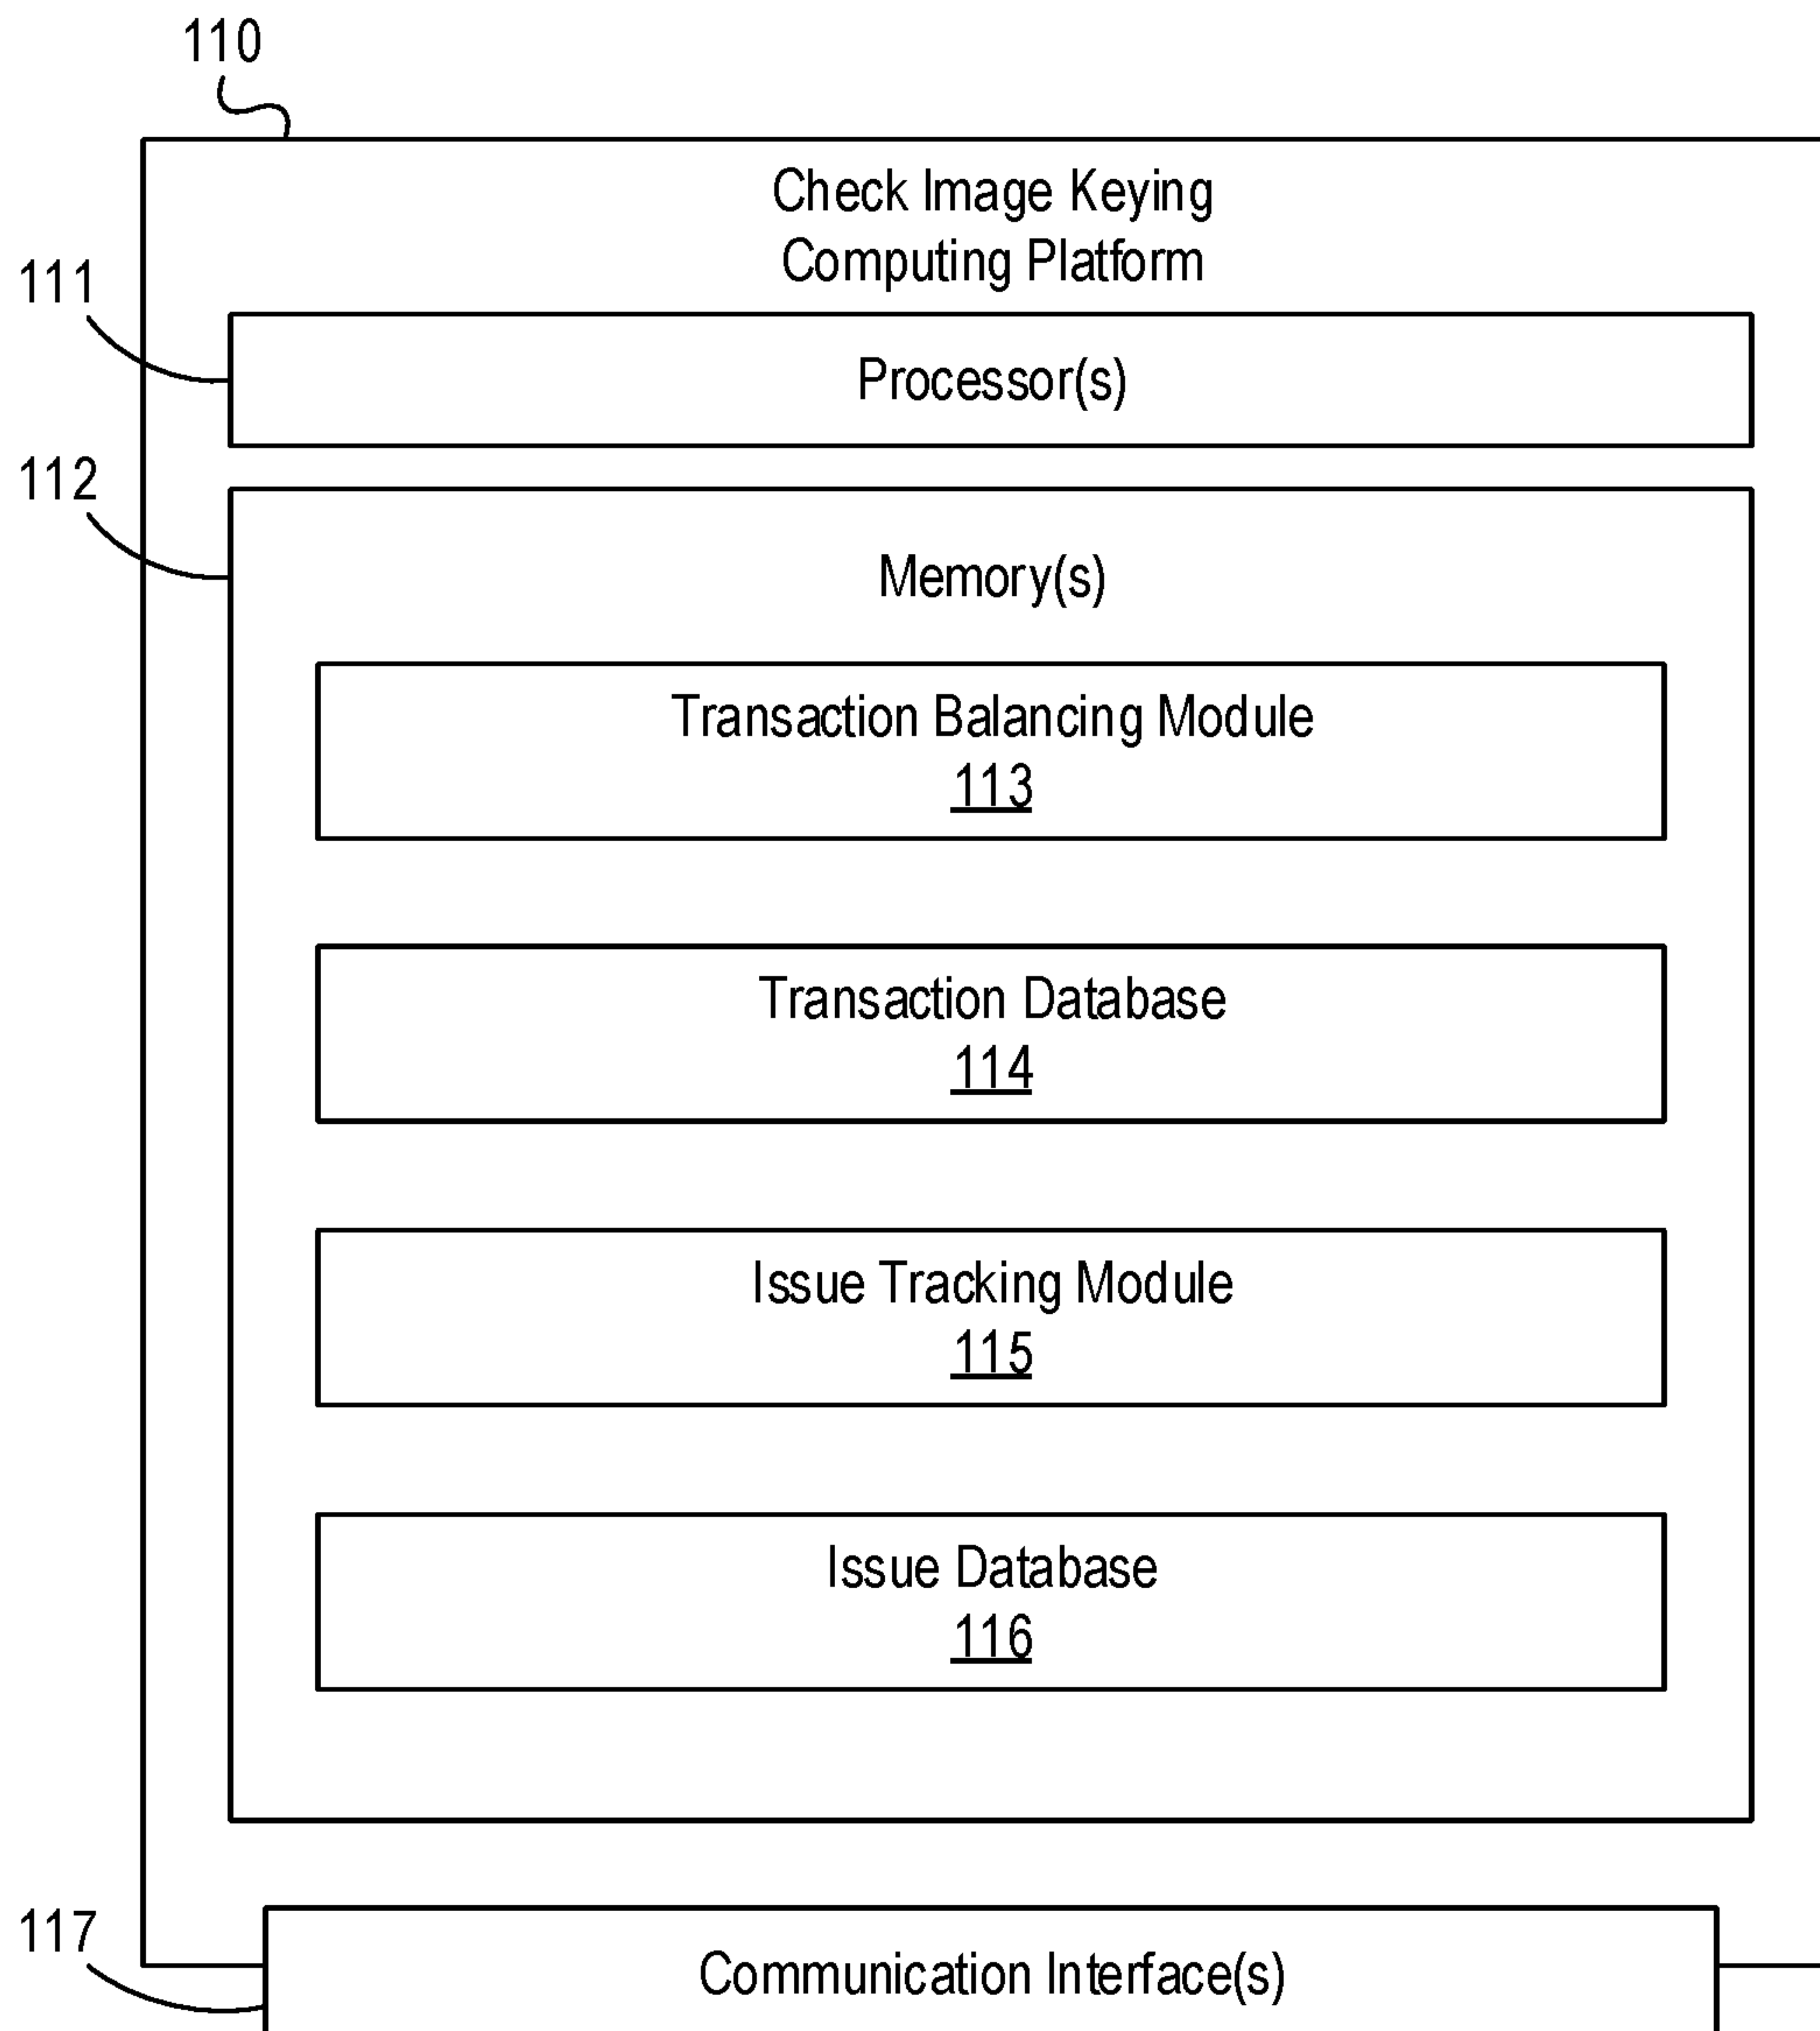 110
Check Image Keying
Computing Platform
111
Processor(s)
112
Memory(s)
Transaction Balancing Module
113
Transaction Database
114
Issue Tracking Module
115
Issue Database
116
117
Communication Interface(s)